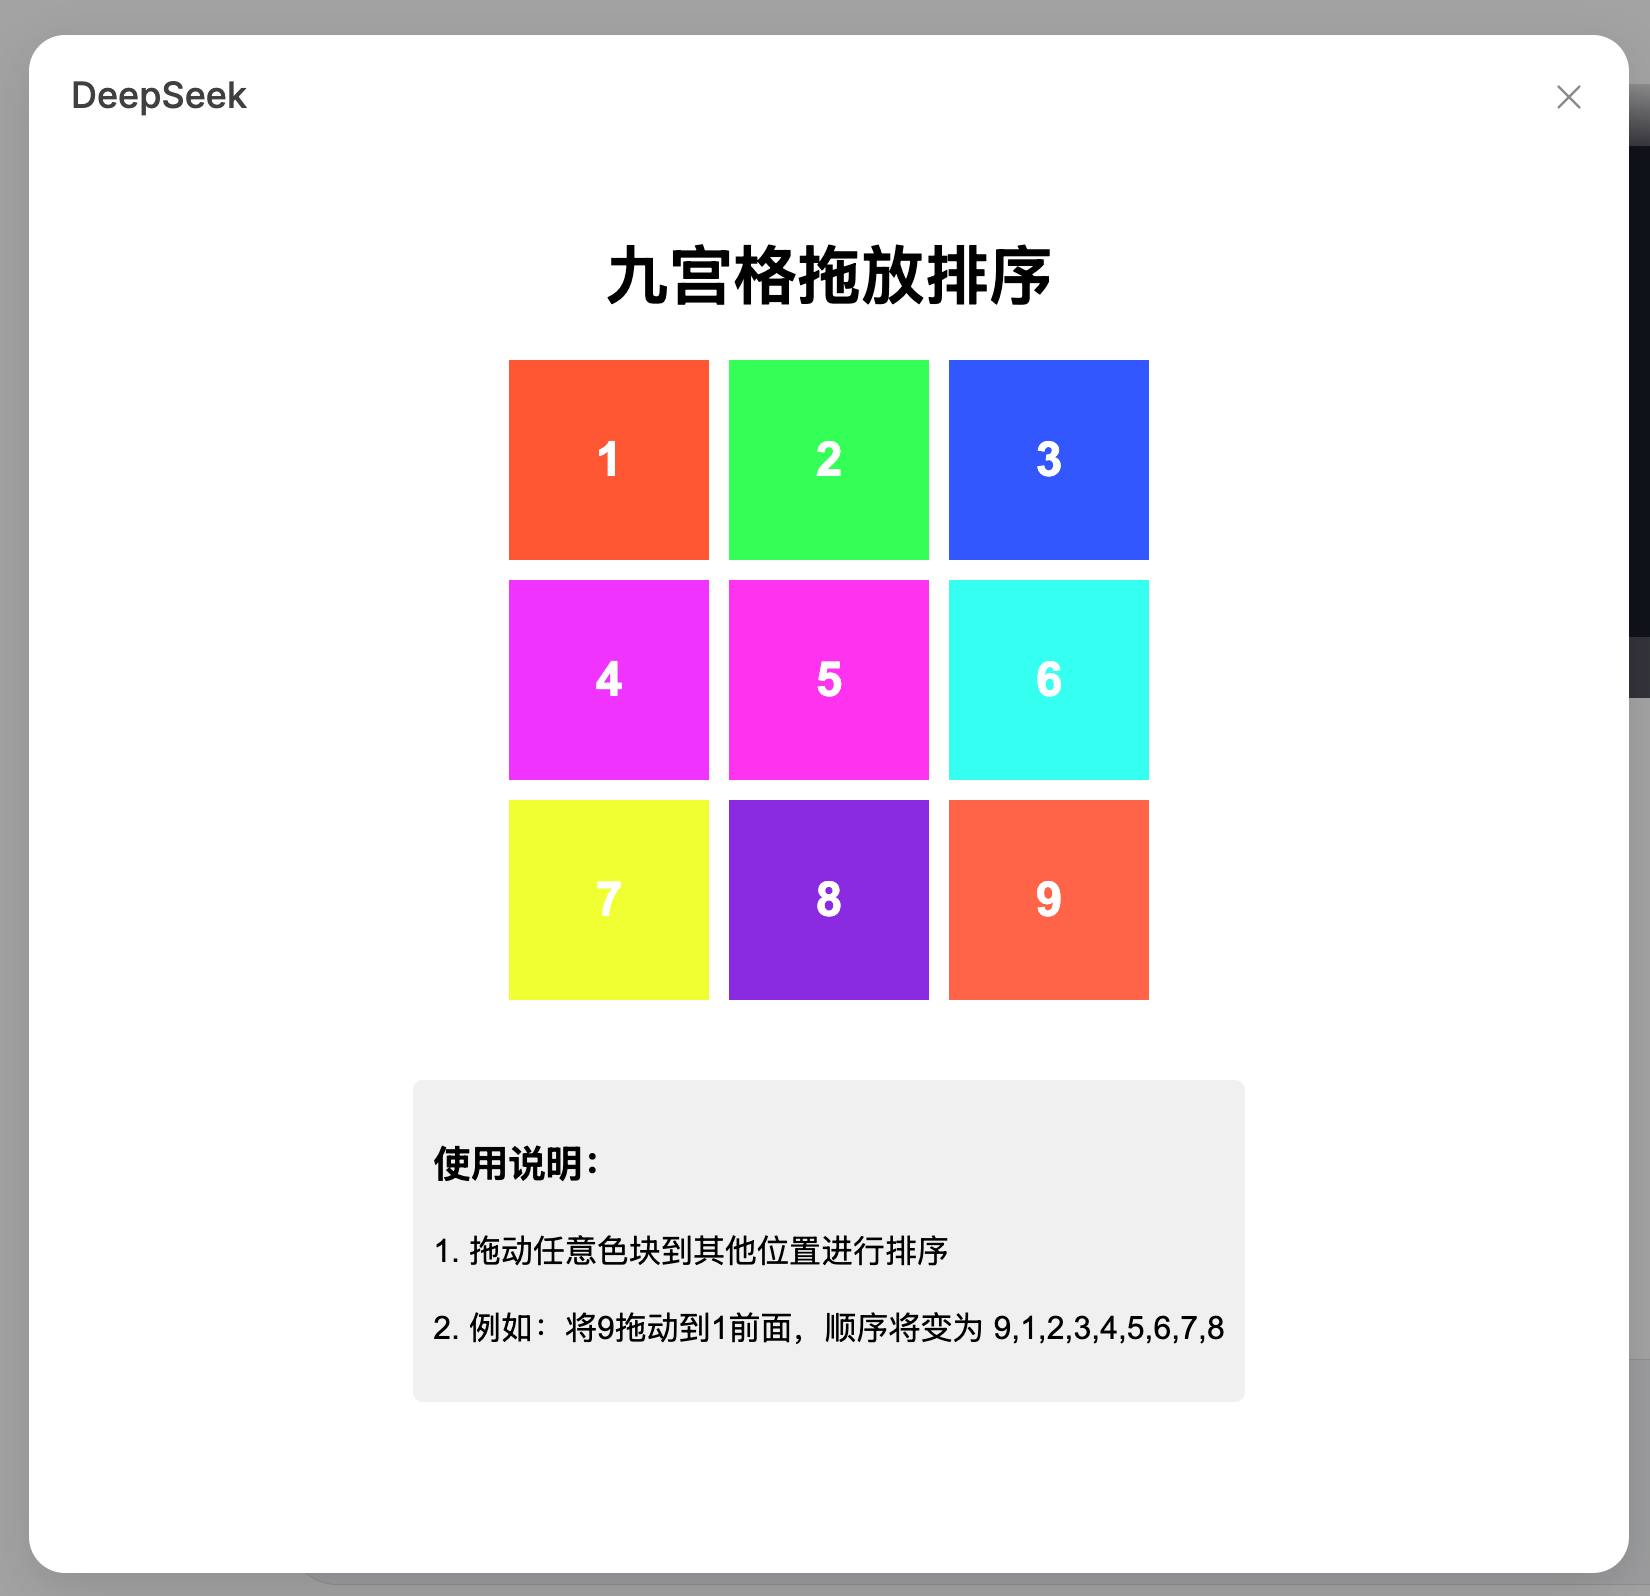 DeepSeek
九宫格拖放排序
1 2 3
4 5 6
7 8 9
使用说明：
1. 拖动任意色块到其他位置进行排序
2. 例如：将9拖动到1前面，顺序将变为 9,1,2,3,4,5,6,7,8